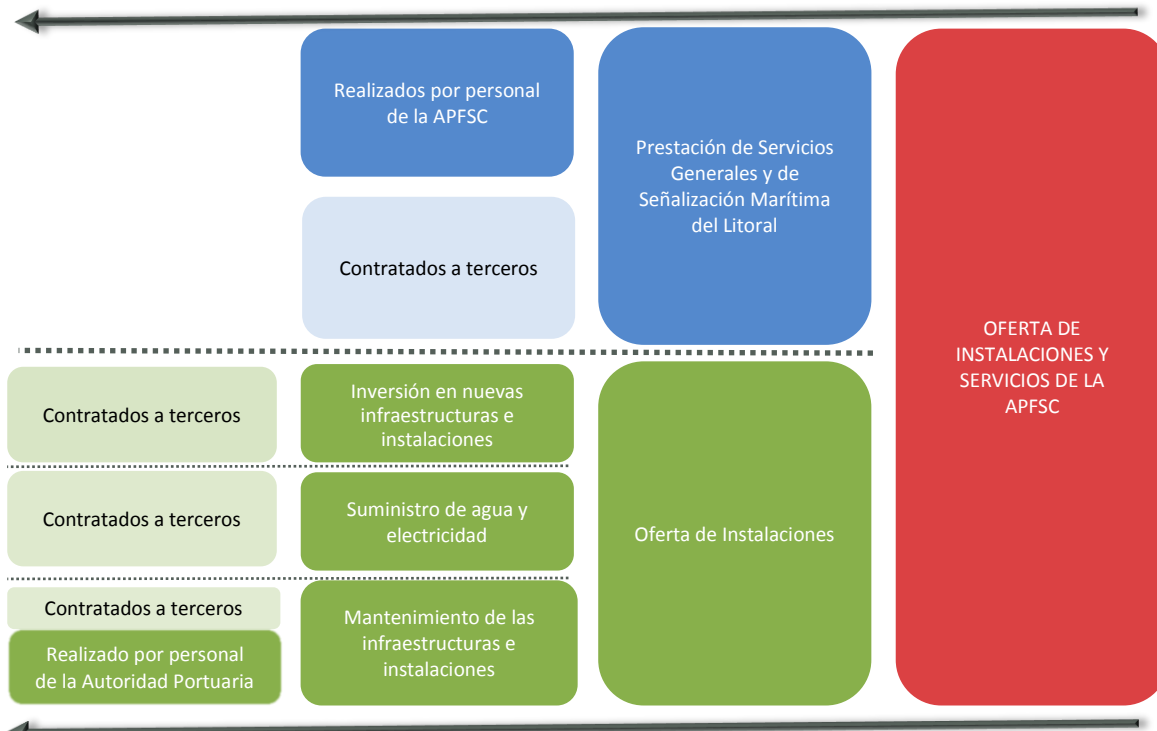 Realizados por personal
de la APFSC
Prestación de Servicios
Generales y de
Señalización Marítima
del Litoral
Contratados a terceros
OFERTA DE
INSTALACIONES Y
SERVICIOS DE LA
APFSC
Contratados a terceros
Inversión en nuevas
infraestructuras e
instalaciones
Contratados a terceros
Suministro de agua y
electricidad
Oferta de Instalaciones
Contratados a terceros
Realizado por personal
de la Autoridad Portuaria
Mantenimiento de las
infraestructuras e
instalaciones